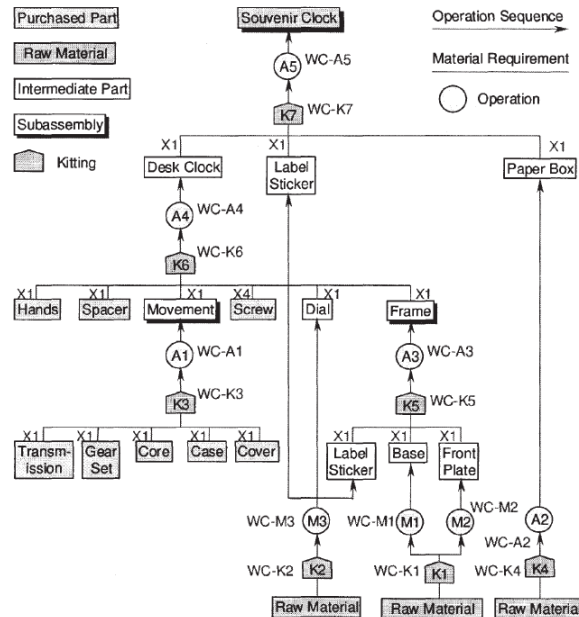 Purchased Part
Raw Material
Intermediate Part
Subassembly
Kitting
Souvenir Clock
Operation Sequence
Material Requirement
Operation
A5 WC-A5
K7 WC-K7
X1 X1 X1
Desk Clock Label Sticker Paper Box
A4 WC-A4
WC-K6
K6
X1 X1 X1 X4 X1 X1
Hands Spacer Movement Screw Dial Frame
A1 WC-A1 A3 WC-A3
K3 WC-K3 K5 WC-K5
X1 X1 X1 X1 X1 X1 X1 X1
Transm-
ission
Gear
Set
Core Case Cover
Label
Sticker
Base
Front
Plate
WC-M3 M3 WC-M1 M1 M2 WC-M2 A2
WC-A2
WC-K2 K2 WC-K1 K1 WC-K4 K4
Raw Material Raw Material Raw Material